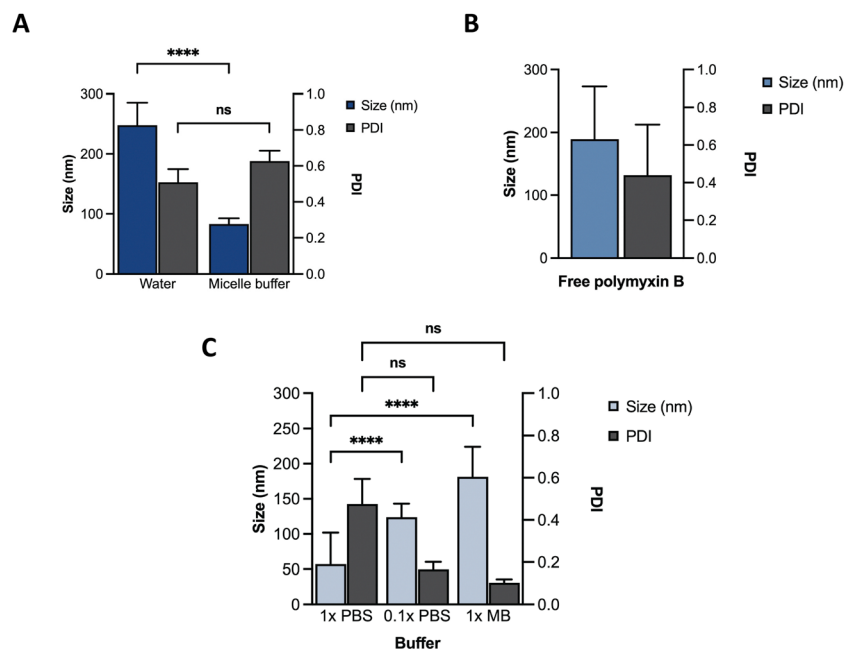 A
****
ns
300
200
100
0
Size (nm)
1.0
0.8
0.6
0.4
0.2
0.0
PDI
Size (nm)
PDI
Water
Micelle buffer
B
300
200
100
0
Size (nm)
1.0
0.8
0.6
0.4
0.2
0.0
PDI
Size (nm)
PDI
Free polymyxin B
C
ns
ns
****
****
300
250
200
150
100
50
0
Size (nm)
1.0
0.8
0.6
0.4
0.2
0.0
PDI
Size (nm)
PDI
1x PBS
0.1x PBS
1x MB
Buffer